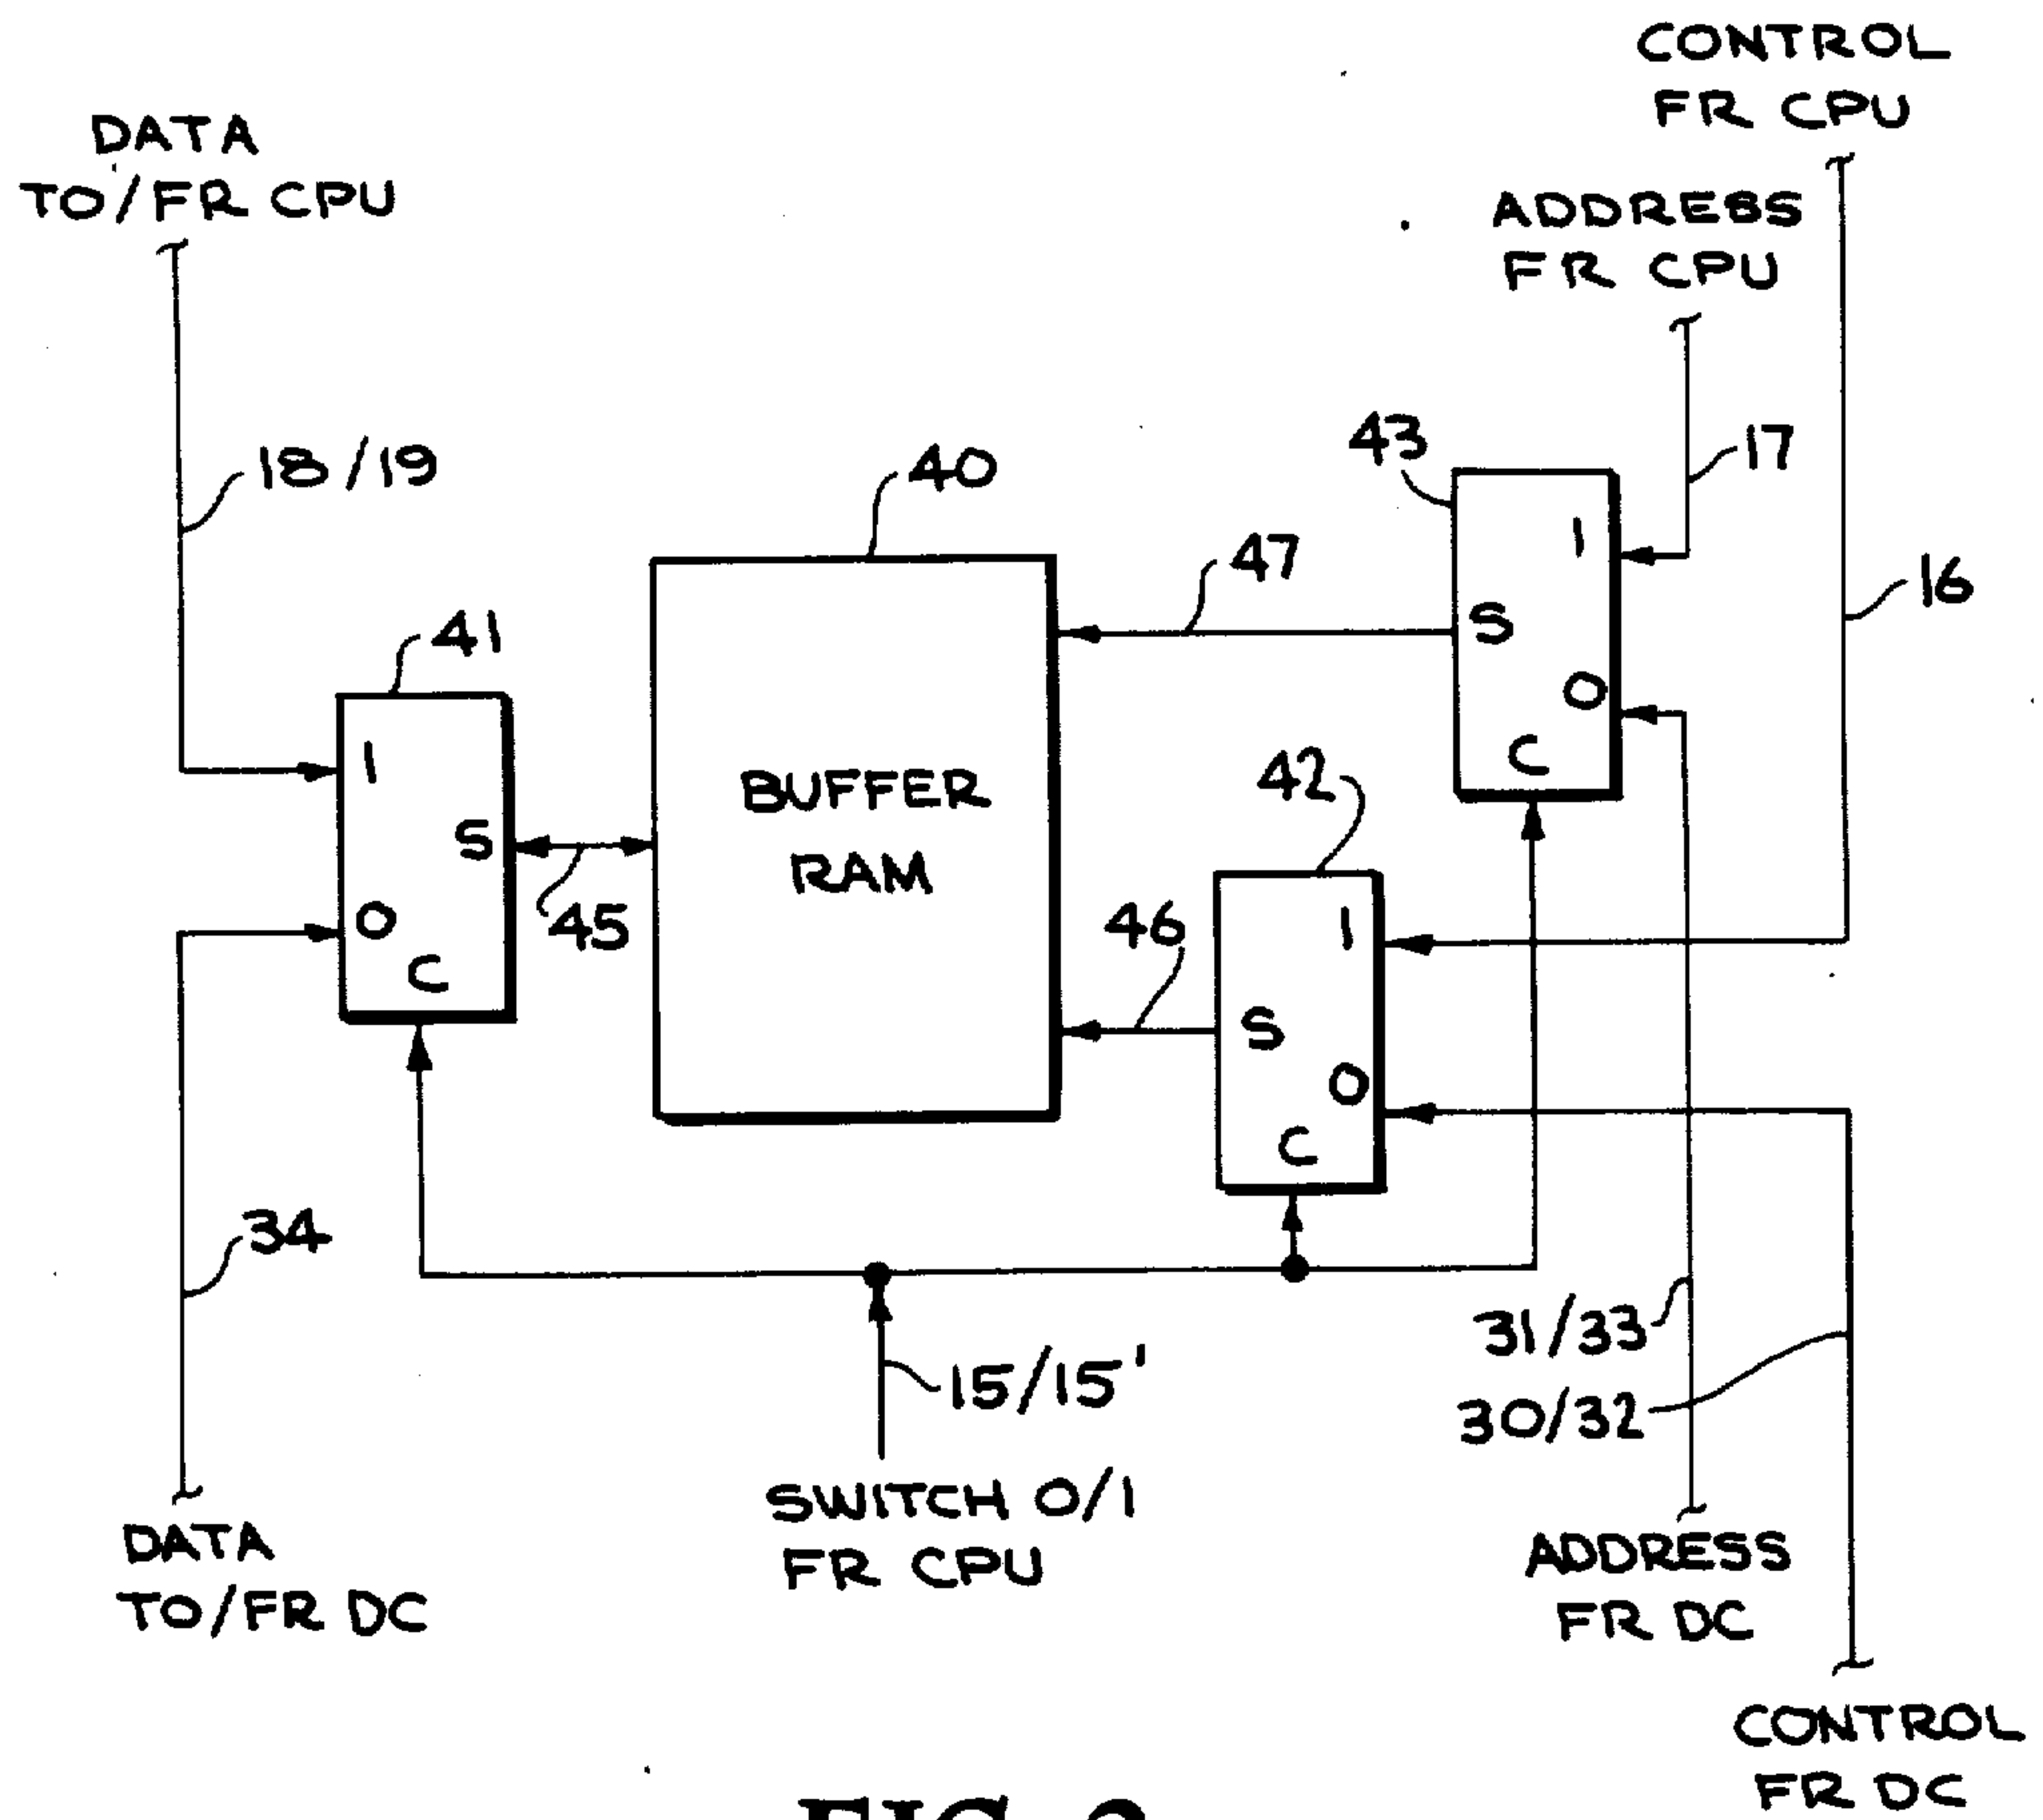 CONTROL
FR CPU
DATA
TO/FR CPU
ADDRESS
FR CPU
18/19
40
43
17
47
16
41
1
S
O
C
1
S
O
C
BUFFER
RAM
42
45
46
1
S
O
C
34
31/33
15/15'
30/32
SWITCH 0/1
FR CPU
DATA
TO/FR DC
ADDRESS
FR DC
CONTROL
FR DC